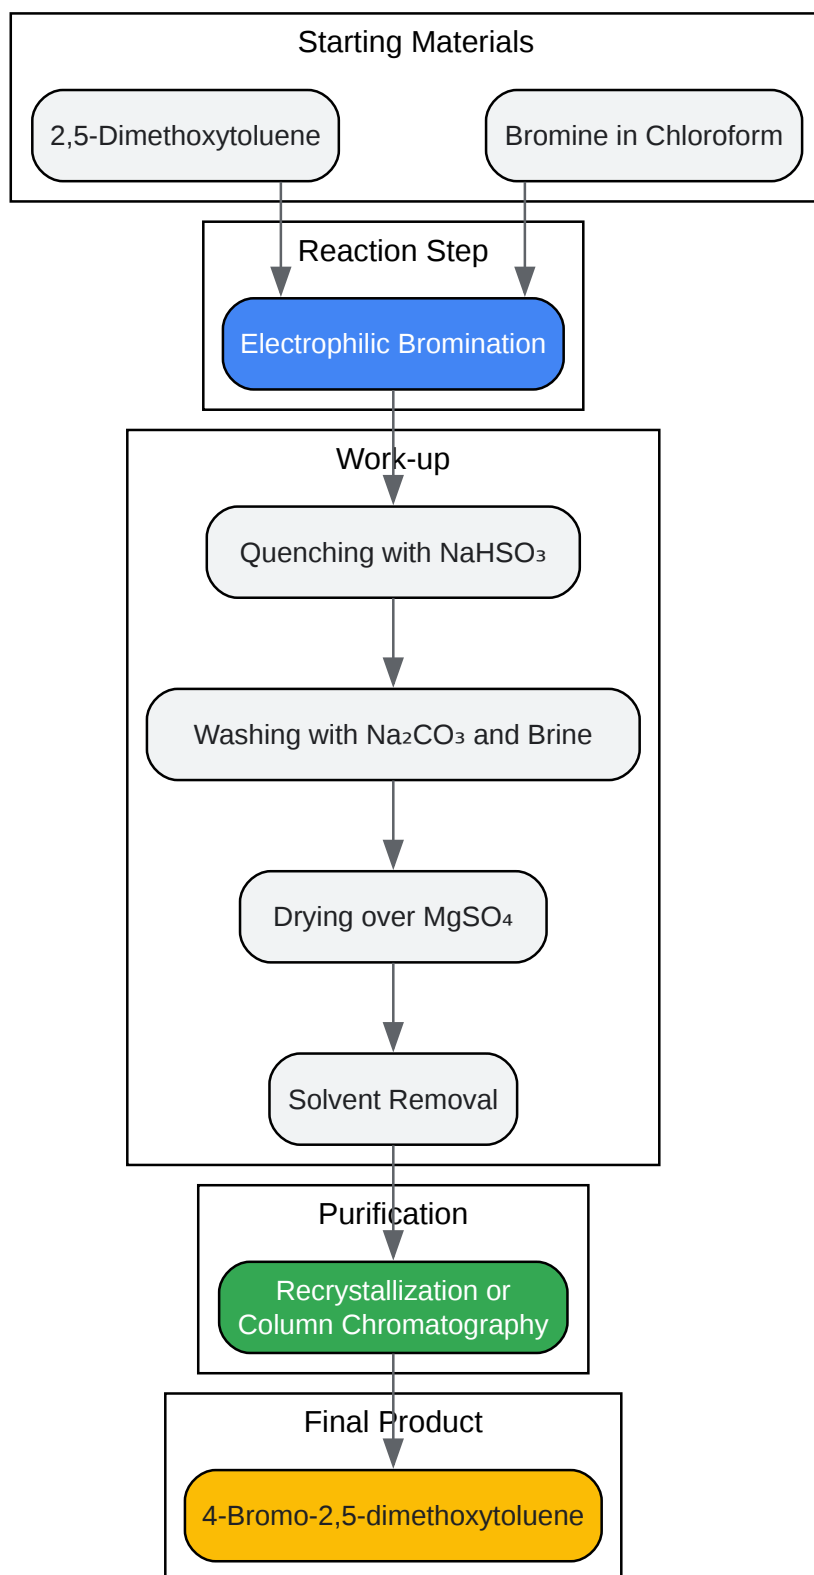 Starting Materials
2,5-Dimethoxytoluene
Bromine in Chloroform
Reaction Step
Electrophilic Bromination
Work-up
Quenching with NaHSO₃
Washing with Na₂CO₃ and Brine
Drying over MgSO₄
Solvent Removal
Purification
Recrystallization or
Column Chromatography
Final Product
4-Bromo-2,5-dimethoxytoluene